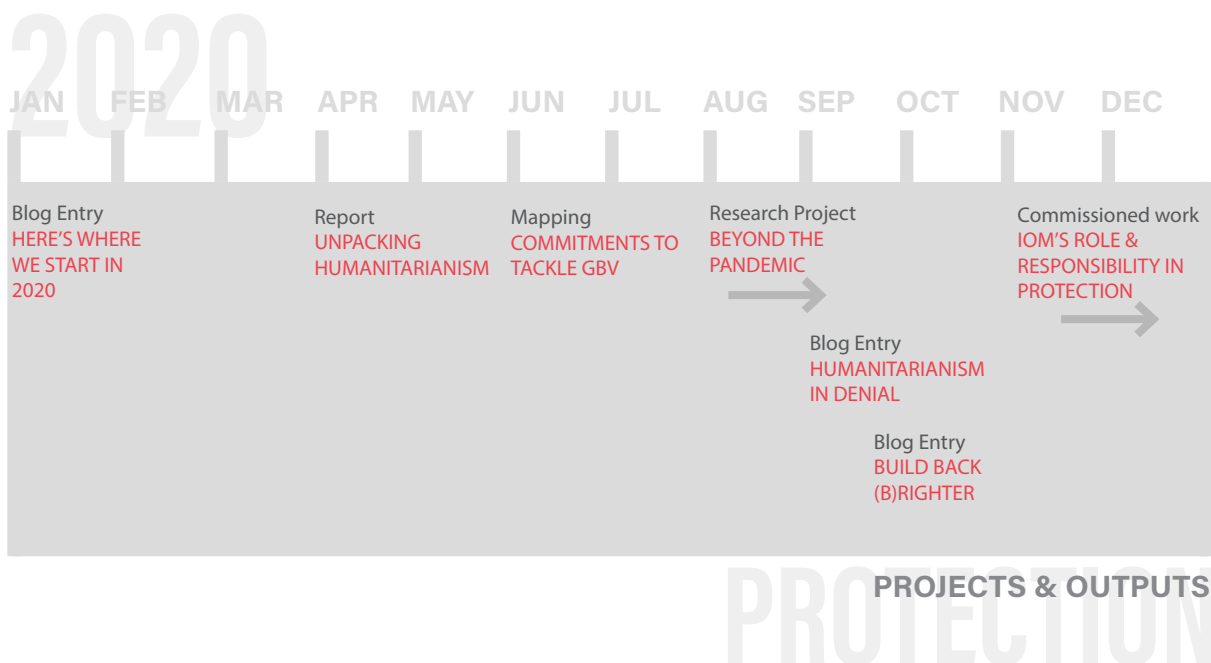 2020
JAN FEB MAR APR MAY JUN JUL AUG SEP OCT NOV DEC
Blog Entry
HERE'S WHERE
WE START IN
2020
Report
UNPACKING
HUMANITARIANISM
Mapping
COMMITMENTS TO
TACKLE GBV
Research Project
BEYOND THE
PANDEMIC
Commissioned work
IOM'S ROLE &
RESPONSIBILITY IN
PROTECTION
Blog Entry
HUMANITARIANISM
IN DENIAL
Blog Entry
BUILD BACK
(B)RIGHTER
PROJECTS & OUTPUTS
PROTECTION